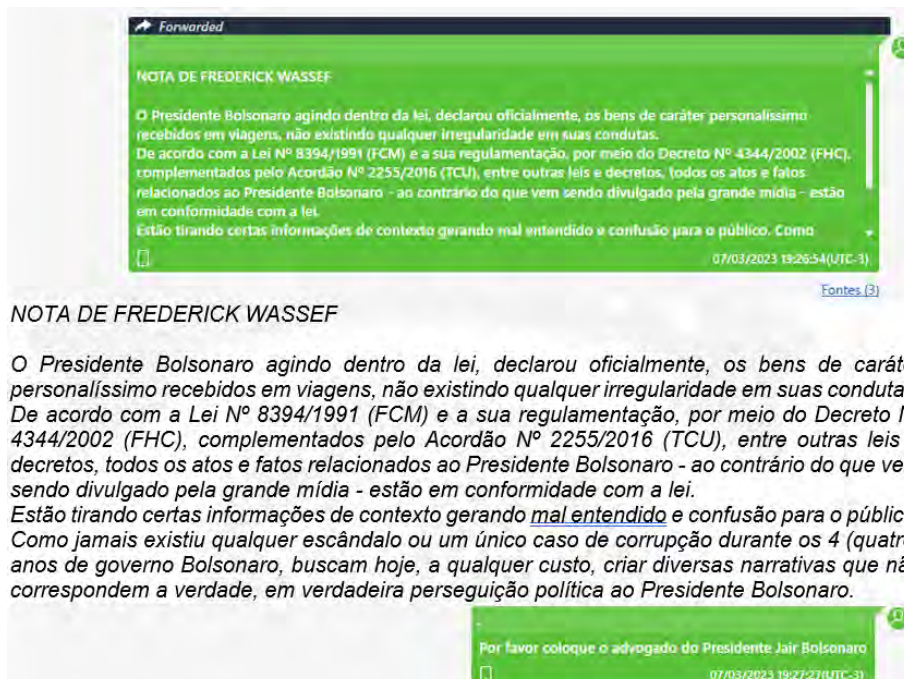 Forwarded
NOTA DE FREDERICK WASSEF
O Presidente Bolsonaro agindo dentro da lei, declarou oficialmente, os bens de caráter personalíssimo
recebidos em viagens, não existindo qualquer irregularidade em suas condutas.
De acordo com a Lei Nº 8394/1991 (FCM) e a sua regulamentação, por meio do Decreto Nº 4344/2002 (FHC),
complementados pelo Acordão Nº 2255/2016 (TCU), entre outras leis e decretos, todos os atos e fatos
relacionados ao Presidente Bolsonaro - ao contrário do que vem sendo divulgado pela grande mídia - estão
em conformidade com a lei.
Estão tirando certas informações de contexto gerando mal entendido e confusão para o público. Como
07/03/2023 19:26:54(UTC-3)
Fontes (3)
NOTA DE FREDERICK WASSEF
O Presidente Bolsonaro agindo dentro da lei, declarou oficialmente, os bens de caráte
personalíssimo recebidos em viagens, não existindo qualquer irregularidade em suas conduta
De acordo com a Lei Nº 8394/1991 (FCM) e a sua regulamentação, por meio do Decreto N
4344/2002 (FHC), complementados pelo Acordão Nº 2255/2016 (TCU), entre outras leis
decretos, todos os atos e fatos relacionados ao Presidente Bolsonaro - ao contrário do que ve
sendo divulgado pela grande mídia - estão em conformidade com a lei.
Estão tirando certas informações de contexto gerando mal entendido e confusão para o públic
Como jamais existiu qualquer escândalo ou um único caso de corrupção durante os 4 (quatr
anos de governo Bolsonaro, buscam hoje, a qualquer custo, criar diversas narrativas que nã
correspondem a verdade, em verdadeira perseguição política ao Presidente Bolsonaro.
Por favor coloque o advogado do Presidente Jair Bolsonaro
07/03/2023 19:27:27(UTC-3)